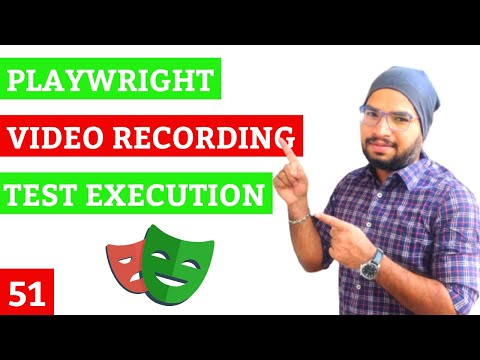 PLAYWRIGHT
VIDEO RECORDING
TEST EXECUTION
51